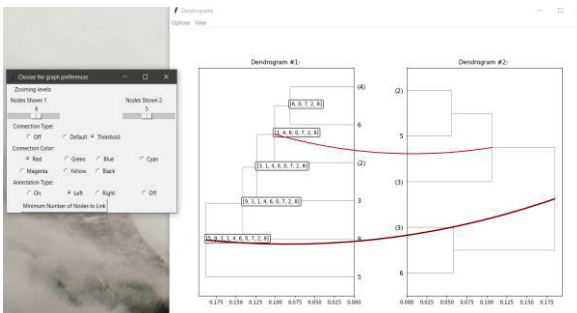 Dendrograms
Options View
Choose the graph preferences
Zooming levels:
Nodes Shown 1 Nodes Shown 2
6 5
Connection Type:
Off Default Threshold
Connection Color:
Red Green Blue Cyan
Magenta Yellow Black
Annotation Type:
On Left Right Off
Minimum Number of Nodes to Link
Dendrogram #1:
(4)
[6, 0, 7, 2, 8]
6
[1, 4, 6, 0, 7, 2, 8]
(2)
[3, 1, 4, 6, 0, 7, 2, 8]
3
[9, 3, 1, 4, 6, 0, 7, 2, 8]
9
[5, 9, 3, 1, 4, 6, 0, 7, 2, 8]
5
0.175 0.150 0.125 0.100 0.075 0.050 0.025 0.000
Dendrogram #2:
(2)
5
(3)
(3)
6
0.000 0.025 0.050 0.075 0.100 0.125 0.150 0.175